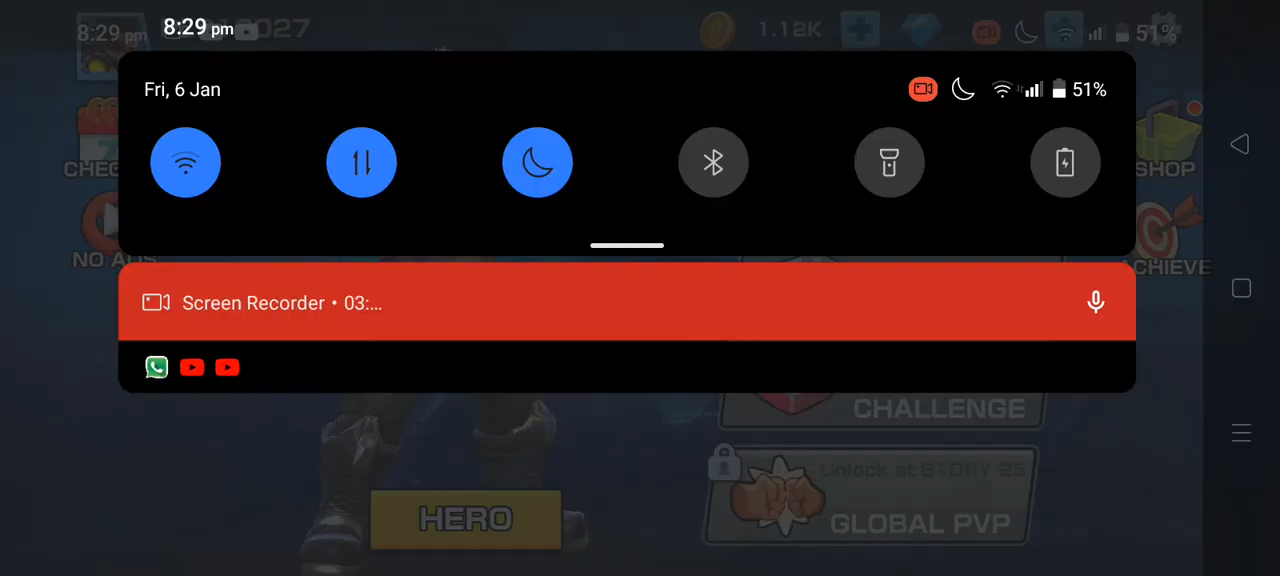 8:29 pm 8:29 pm 027 1.12K 51%
Fri, 6 Jan 51%
CHEC SHOP
NO ADS ACHIEVE
Screen Recorder • 03:...
CHALLENGE
Unlock at STORY 25
HERO GLOBAL PVP